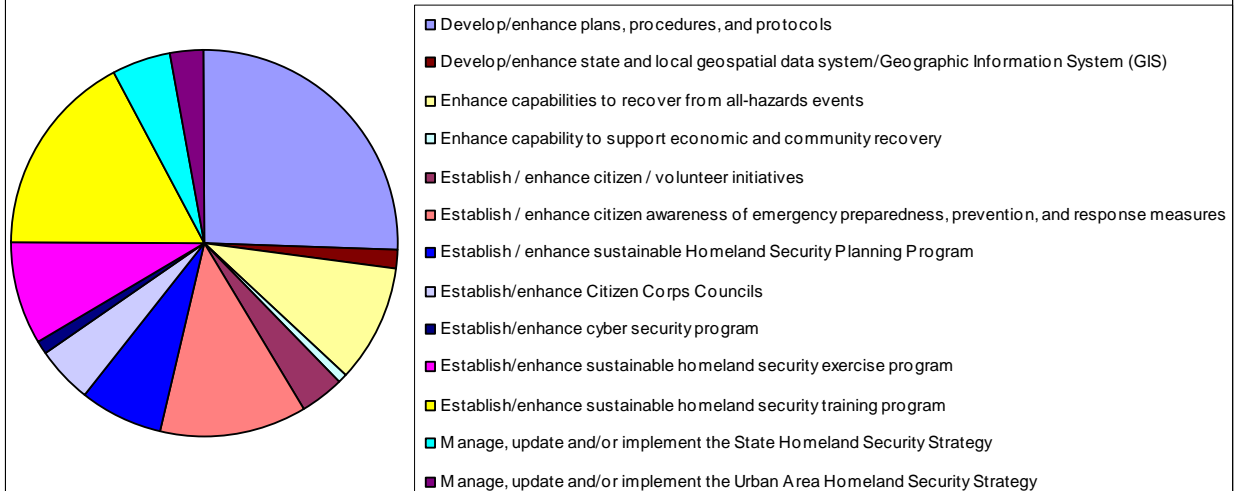 Develop/enhance plans, procedures, and protocols
Develop/enhance state and local geospatial data system/Geographic Information System (GIS)
Enhance capabilities to recover from all-hazards events
Enhance capability to support economic and community recovery
Establish / enhance citizen / volunteer initiatives
Establish / enhance citizen awareness of emergency preparedness, prevention, and response measures
Establish / enhance sustainable Homeland Security Planning Program
Establish/enhance Citizen Corps Councils
Establish/enhance cyber security program
Establish/enhance sustainable homeland security exercise program
Establish/enhance sustainable homeland security training program
Manage, update and/or implement the State Homeland Security Strategy
Manage, update and/or implement the Urban Area Homeland Security Strategy